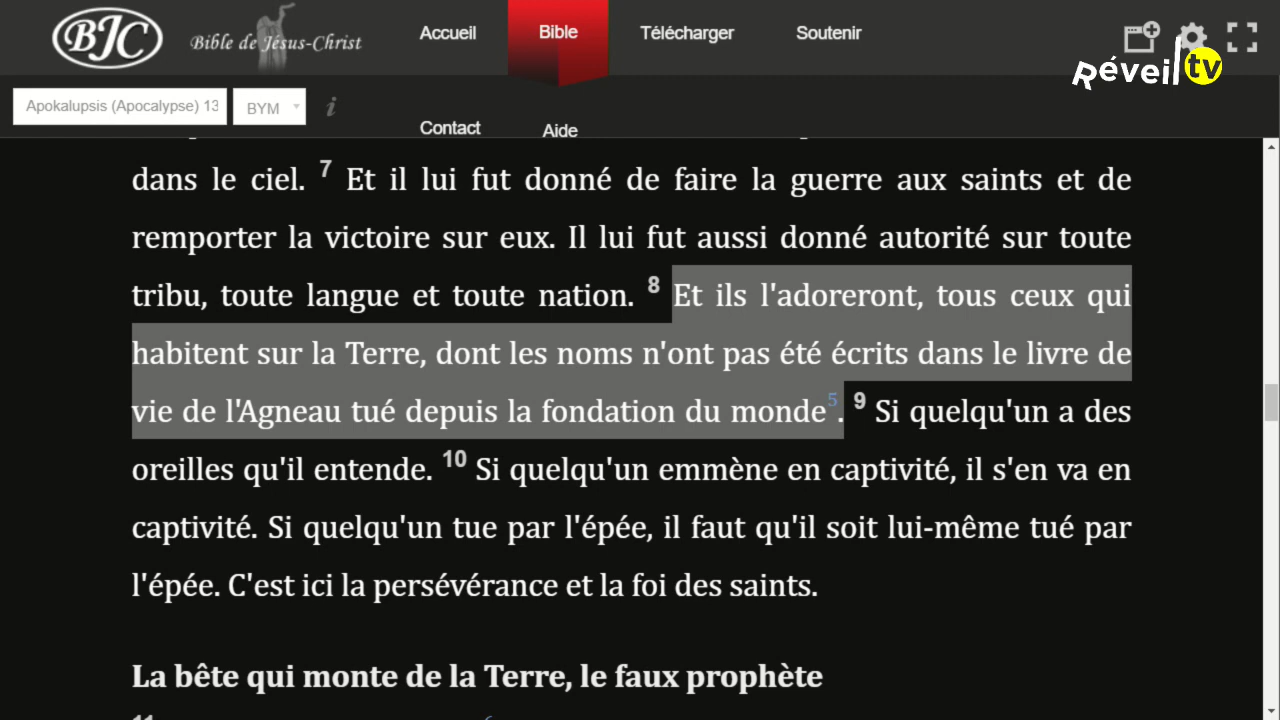 BJC Bible de Jésus-Christ
Accueil Bible Télécharger Soutenir
Réveil tv
Apokalupsis (Apocalypse) 13 BYM i
Contact Aide
dans le ciel. 7 Et il lui fut donné de faire la guerre aux saints et de
remporter la victoire sur eux. Il lui fut aussi donné autorité sur toute
tribu, toute langue et toute nation. 8 Et ils l'adoreront, tous ceux qui
habitent sur la Terre, dont les noms n'ont pas été écrits dans le livre de
vie de l'Agneau tué depuis la fondation du monde5. 9 Si quelqu'un a des
oreilles qu'il entende. 10 Si quelqu'un emmène en captivité, il s'en va en
captivité. Si quelqu'un tue par l'épée, il faut qu'il soit lui-même tué par
l'épée. C'est ici la persévérance et la foi des saints.
La bête qui monte de la Terre, le faux prophète